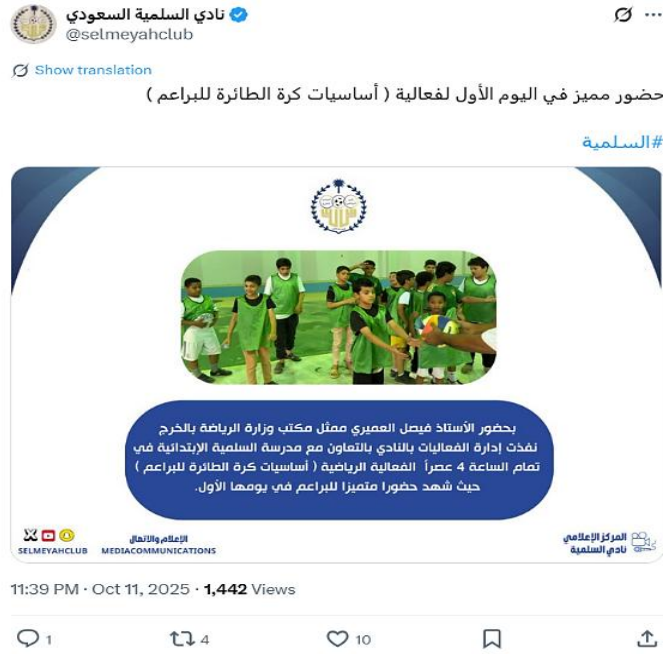 نادي السلمية السعودي
@selmeyahclub
Show translation
حضور مميز في اليوم الأول لفعالية ( أساسيات كرة الطائرة للبراعم )
#السلمية
بحضور الأستاذ فيصل العميري ممثل مكتب وزارة الرياضة بالخرج
نفذت إدارة الفعاليات بالنادي بالتعاون مع مدرسة السلمية الإبتدائية في
تمام الساعة 4 عصراً الفعالية الرياضية ( أساسيات كرة الطائرة للبراعم )
حيث شهد حضورا متميزا للبراعم في يومها الأول.
SELMEYAHCLUB
الإعلام والاتصال
MEDIACOMMUNICATIONS
المركز الإعلامي
نادي السلمية
11:39 PM · Oct 11, 2025 · 1,442 Views
1 4 10